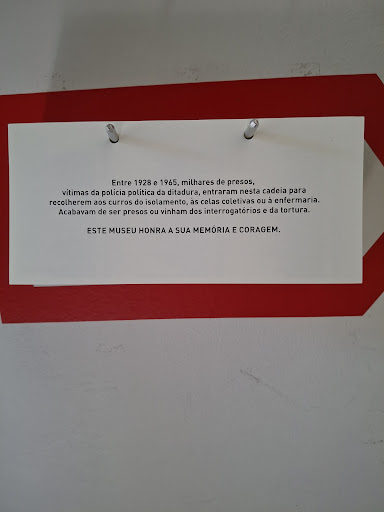 Entre 1928 e 1965, milhares de presos,
vítimas da polícia política da ditadura, entraram nesta cadeia para
recolherem aos curros do isolamento, às celas coletivas ou à enfermaria.
Acabavam de ser presos ou vinham dos interrogatórios e da tortura.
ESTE MUSEU HONRA A SUA MEMÓRIA E CORAGEM.